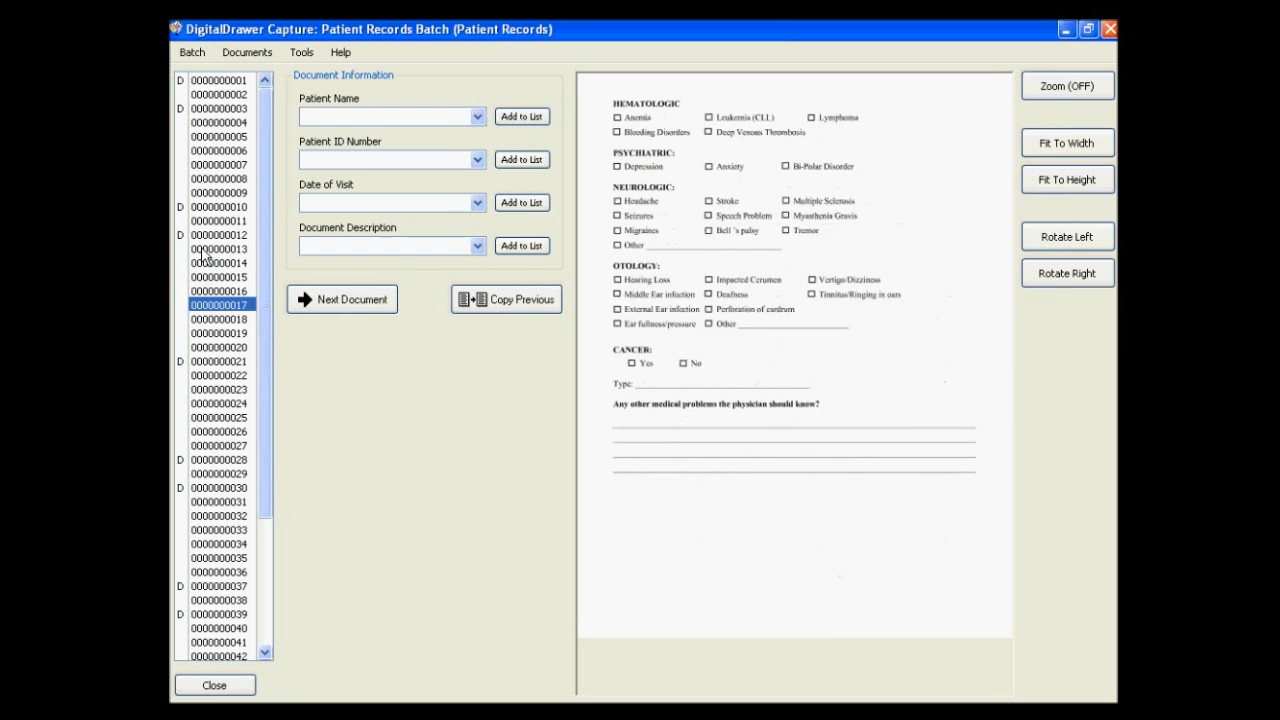 DigitalDrawer Capture: Patient Records Batch (Patient Records)
Batch Documents Tools Help
D 0000000001
0000000002
D 0000000003
0000000004
0000000005
0000000006
0000000007
0000000008
0000000009
D 0000000010
0000000011
D 0000000012
0000000013
0000000014
0000000015
0000000016
0000000017
0000000018
0000000019
0000000020
D 0000000021
0000000022
0000000023
0000000024
0000000025
0000000026
0000000027
D 0000000028
0000000029
D 0000000030
0000000031
0000000032
0000000033
0000000034
0000000035
0000000036
D 0000000037
0000000038
D 0000000039
0000000040
0000000041
0000000042
Close
Document Information
Patient Name
Add to List
Patient ID Number
Add to List
Date of Visit
Add to List
Document Description
Add to List
Next Document
Copy Previous
HEMATOLOGIC
Anemia Leukemis (CLL) Lymphoma
Bleeding Disorders Deep Venous Thrombosis
PSYCHIATRIC:
Depression Anxiety Bi-Polar Disorder
NEUROLOGIC:
Headache Stroke Multiple Sclerosis
Seizures Speech Problem Myasthenia Gravis
Migraines Bell 's palsy Tremor
Other
OTOLOGY:
Hearing Loss Impacted Cerumen Vertigo/Dizziness
Middle Ear infection Deafness Tinnitus/Ringing in ears
External Ear infection Perforation of eardrum
Ear fullness/pressure Other
CANCER:
Yes No
Type:
Any other medical problems the physician should know?
Zoom (OFF)
Fit To Width
Fit To Height
Rotate Left
Rotate Right